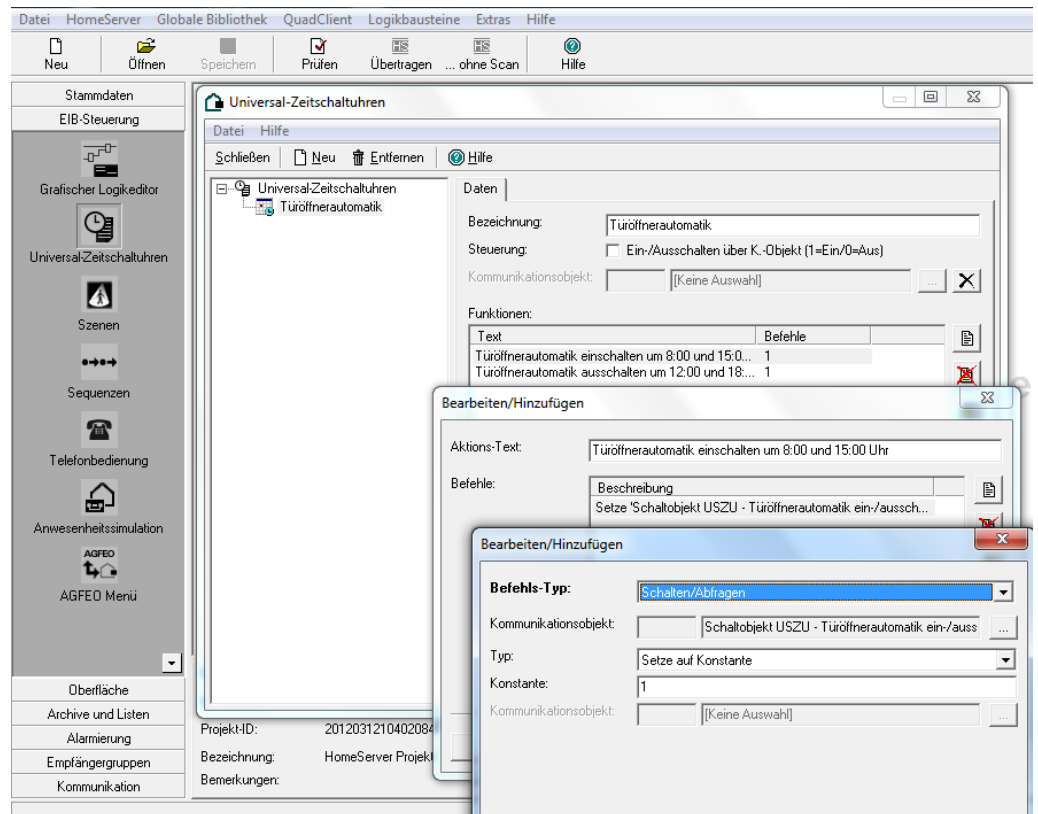 Datei HomeServer Globale Bibliothek QuadClient Logikbausteine Extras Hilfe
Neu Öffnen Speichern Prüfen Übertragen ... ohne Scan Hilfe
Stammdaten
EIB-Steuerung
Grafischer Logikeditor
Universal-Zeitschaltuhren
Szenen
Sequenzen
Telefonbedienung
Anwesenheitssimulation
AGFEO
AGFEO Menü
Oberfläche
Archive und Listen
Alarmierung
Empfängergruppen
Kommunikation
Universal-Zeitschaltuhren
Datei Hilfe
Schließen Neu Entfernen Hilfe
Universal-Zeitschaltuhren
Türöffnerautomatik
Daten
Bezeichnung: Türöffnerautomatik
Steuerung: Ein-/Ausschalten über K.-Objekt (1=Ein/0=Aus)
Kommunikationsobjekt: [Keine Auswahl] ...
Funktionen:
Text Befehle
Türöffnerautomatik einschalten um 8:00 und 15:0... 1
Türöffnerautomatik ausschalten um 12:00 und 18:... 1
Projekt-ID: 2012031210402084
Bezeichnung: HomeServer Projekt
Bemerkungen:
Bearbeiten/Hinzufügen
Aktions-Text: Türöffnerautomatik einschalten um 8:00 und 15:00 Uhr
Befehle: Beschreibung
Setze 'Schaltobjekt USZU - Türöffnerautomatik ein-/aussch...
Bearbeiten/Hinzufügen
Befehls-Typ: Schalten/Abfragen
Kommunikationsobjekt: Schaltobjekt USZU - Türöffnerautomatik ein-/auss ...
Typ: Setze auf Konstante
Konstante: 1
Kommunikationsobjekt: [Keine Auswahl] ...